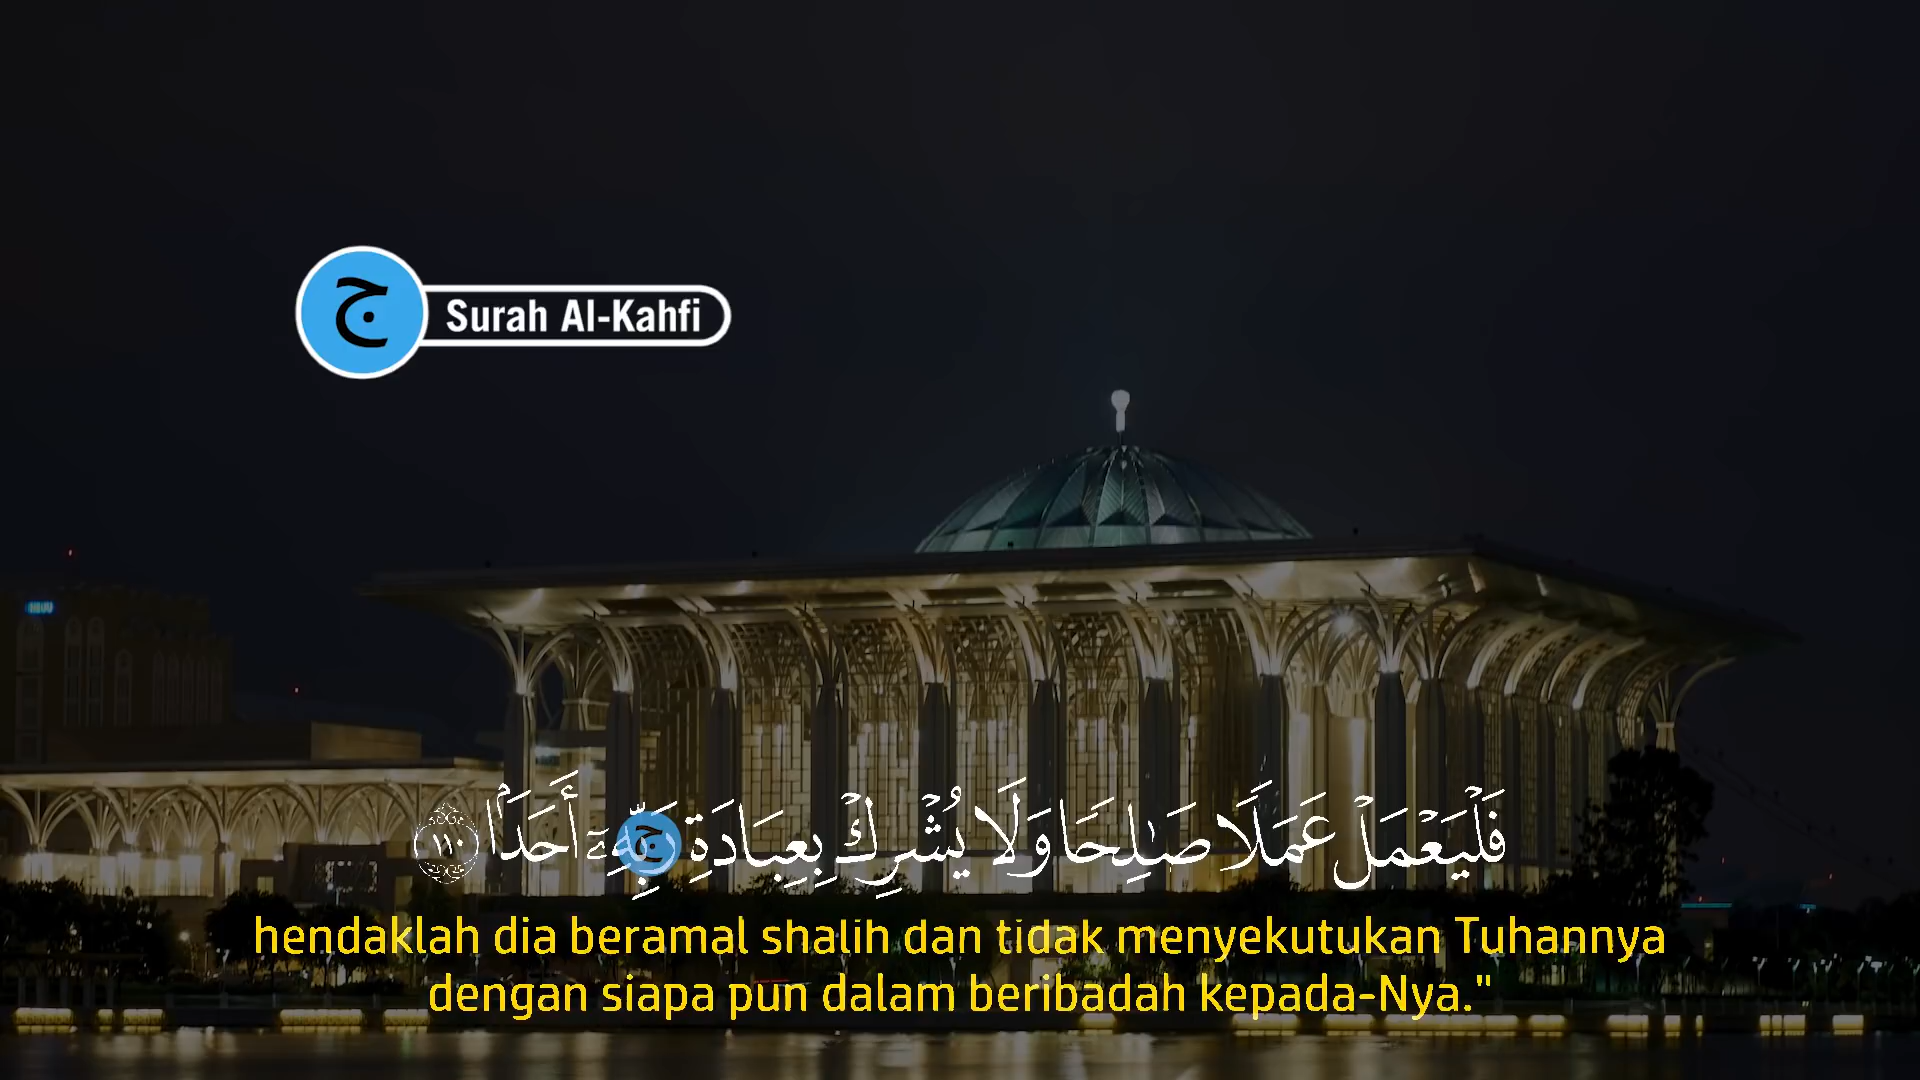 ج
Surah Al-Kahfi
فَلْيَعْمَلْ عَمَلًا صَٰلِحًا وَلَا يُشْرِكْ بِعِبَادَةِ رَبِّهِۦٓ أَحَدًۢا ١١٠
ج
hendaklah dia beramal shalih dan tidak menyekutukan Tuhannya
dengan siapa pun dalam beribadah kepada-Nya."